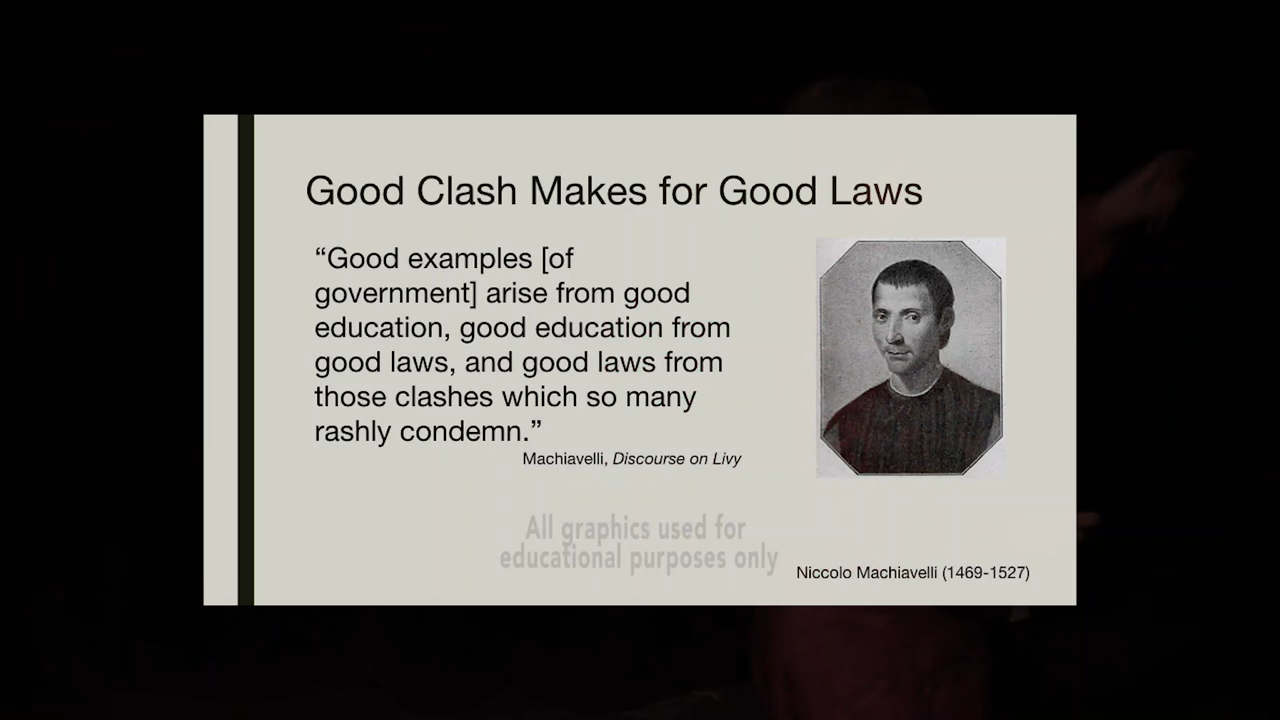 Good Clash Makes for Good Laws
“Good examples [of
government] arise from good
education, good education from
good laws, and good laws from
those clashes which so many
rashly condemn.”
Machiavelli, Discourse on Livy
All graphics used for
educational purposes only
Niccolo Machiavelli (1469-1527)